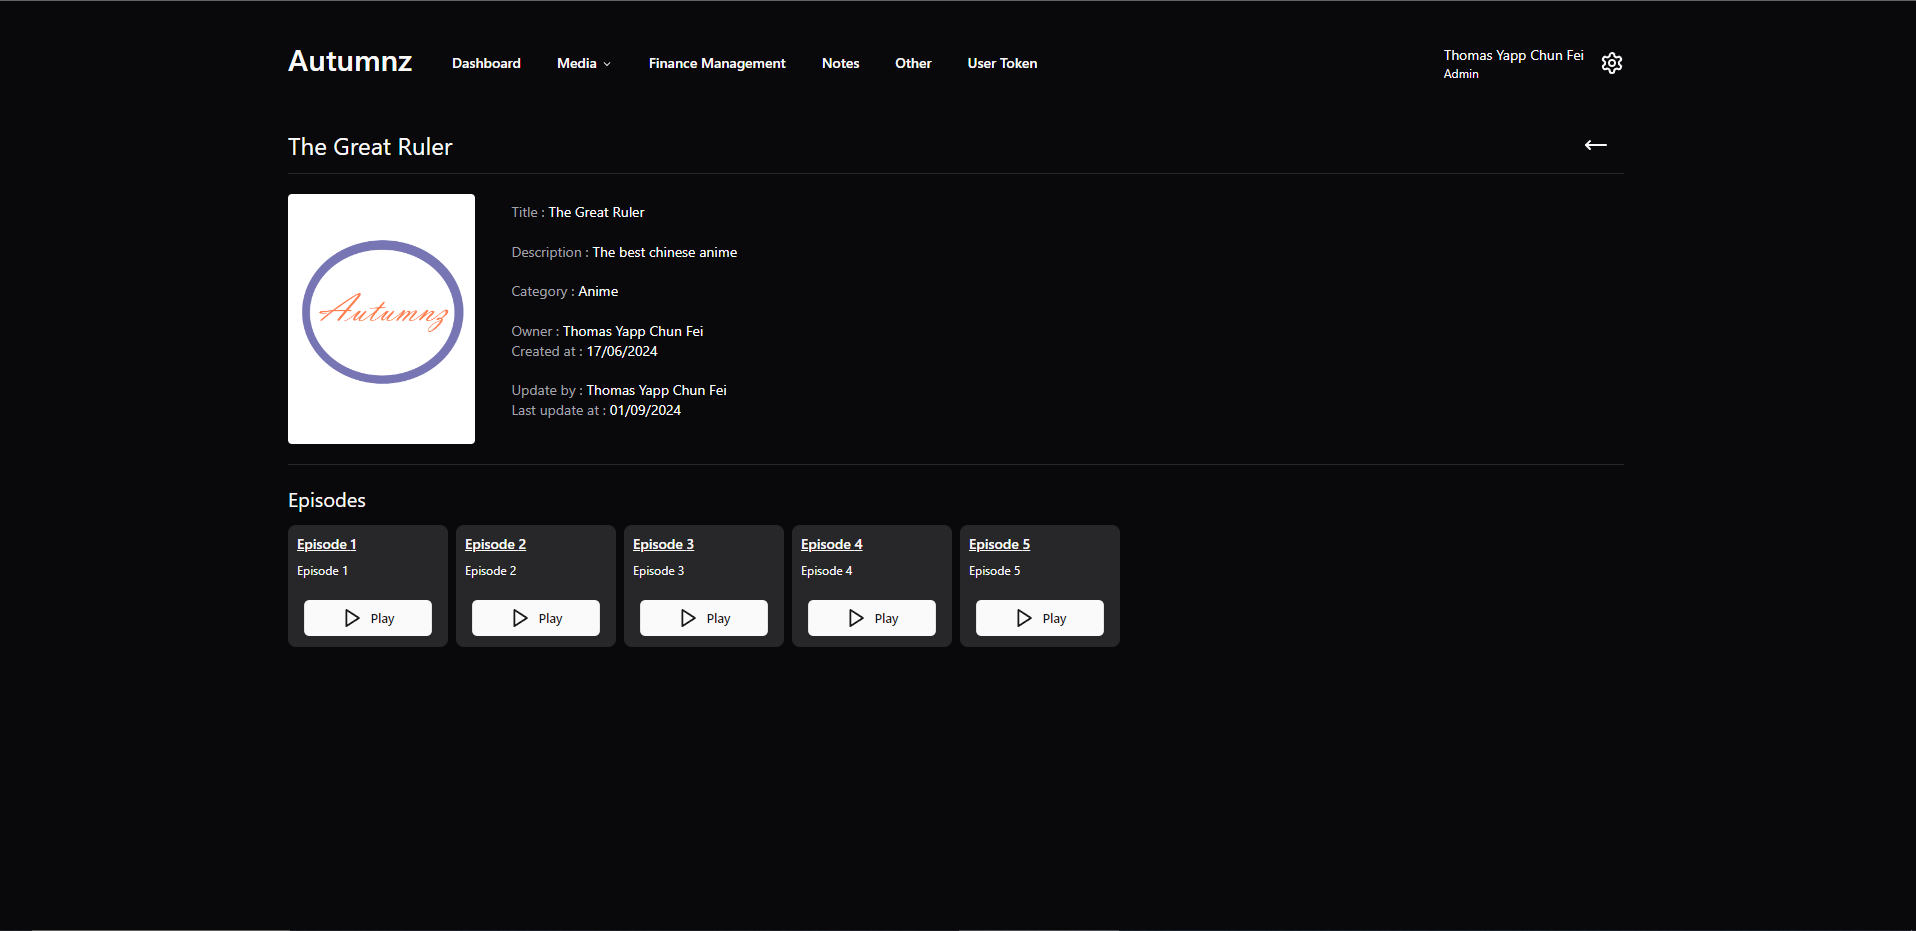 Autumnz
Dashboard
Media
Finance Management
Notes
Other
User Token
Thomas Yapp Chun Fei
Admin
The Great Ruler
Autumnz
Title : The Great Ruler
Description : The best chinese anime
Category : Anime
Owner : Thomas Yapp Chun Fei
Created at : 17/06/2024
Update by : Thomas Yapp Chun Fei
Last update at : 01/09/2024
Episodes
Episode 1
Episode 1
Play
Episode 2
Episode 2
Play
Episode 3
Episode 3
Play
Episode 4
Episode 4
Play
Episode 5
Episode 5
Play